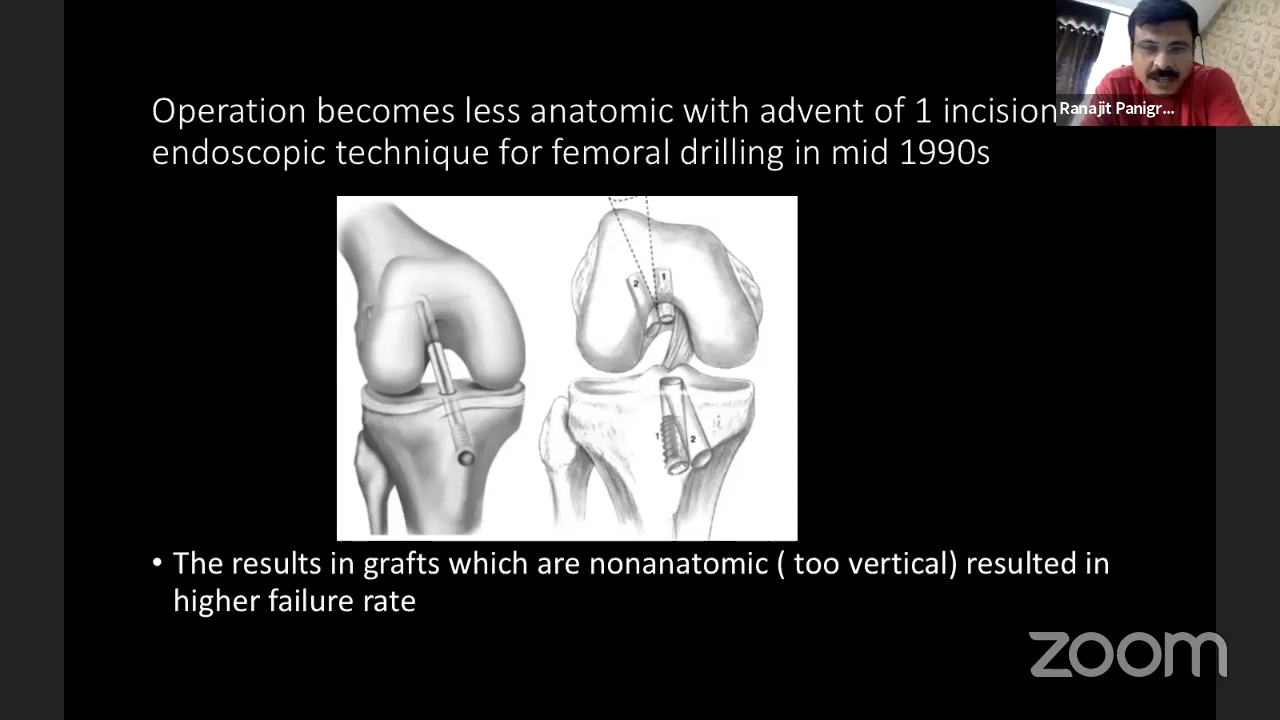 Operation becomes less anatomic with advent of 1 incision
endoscopic technique for femoral drilling in mid 1990s
Ranajit Panigr...
1
2
1
2
• The results in grafts which are nonanatomic ( too vertical) resulted in
higher failure rate
zoom